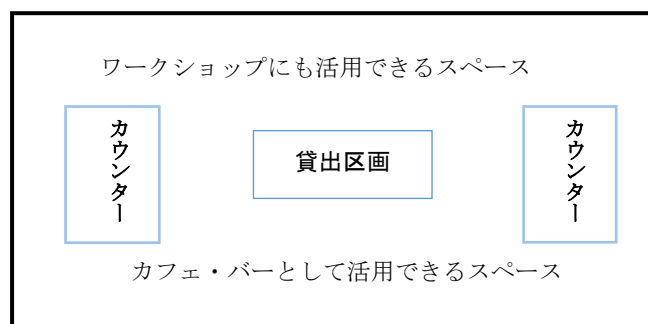 ワークショップにも活用できるスペース
カウンター
貸出区画
カウンター
カフェ・バーとして活用できるスペース